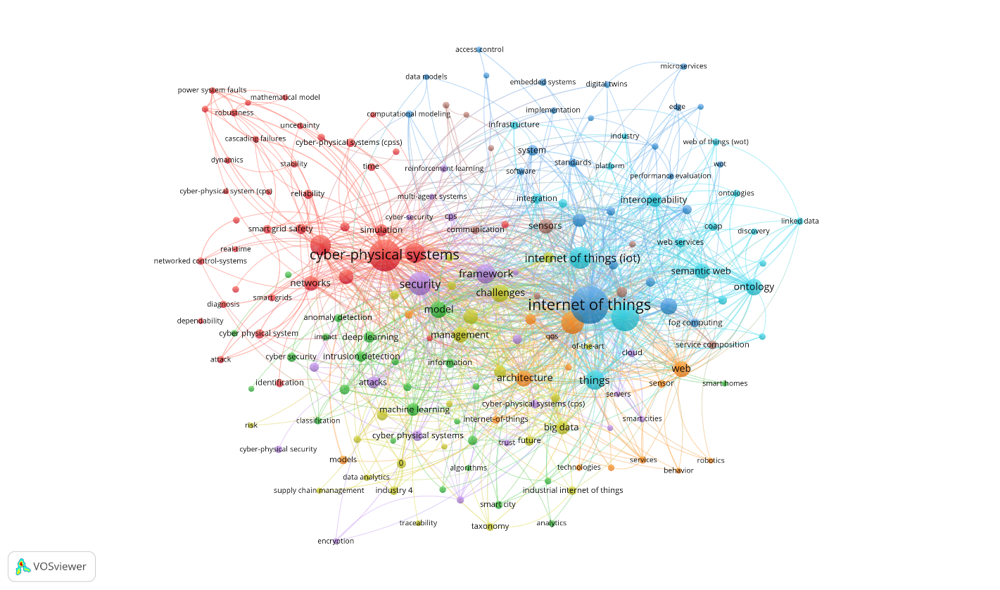 access control
microservices
data models
embedded systems
digital twins
power system faults
mathematical model
robustness
computational modeling
implementation
edge
uncertainty
infrastructure
industry
cascading failures
cyber-physical systems (cpss)
web of things (wot)
system
dynamics
stability
time
reinforcement learning
software
standards
platform
wot
performance evaluation
cyber-physical system (cps)
reliability
multi-agent systems
integration
interoperability
ontologies
cyber-security
cps
linked data
smart grid safety
simulation
communication
sensors
coap
discovery
real-time
web services
networked control-systems
cyber-physical systems
internet of things (iot)
semantic web
framework
networks
security
challenges
ontology
smart grids
diagnosis
model
internet of things
dependability
anomaly detection
fog computing
cyber physical system
impact
deep learning
management
qos
of-the-art
service composition
attack
cyber security
intrusion detection
information
cloud
web
identification
attacks
architecture
things
sensor
smart homes
servers
machine learning
cyber-physical systems (cps)
risk
classification
internet-of-things
big data
smart cities
cyber physical systems
trust
future
cyber-physical security
models
0
algorithms
technologies
services
behavior
robotics
data analytics
supply chain management
industry 4
industrial internet of things
smart city
traceability
taxonomy
analytics
encryption
VOSviewer